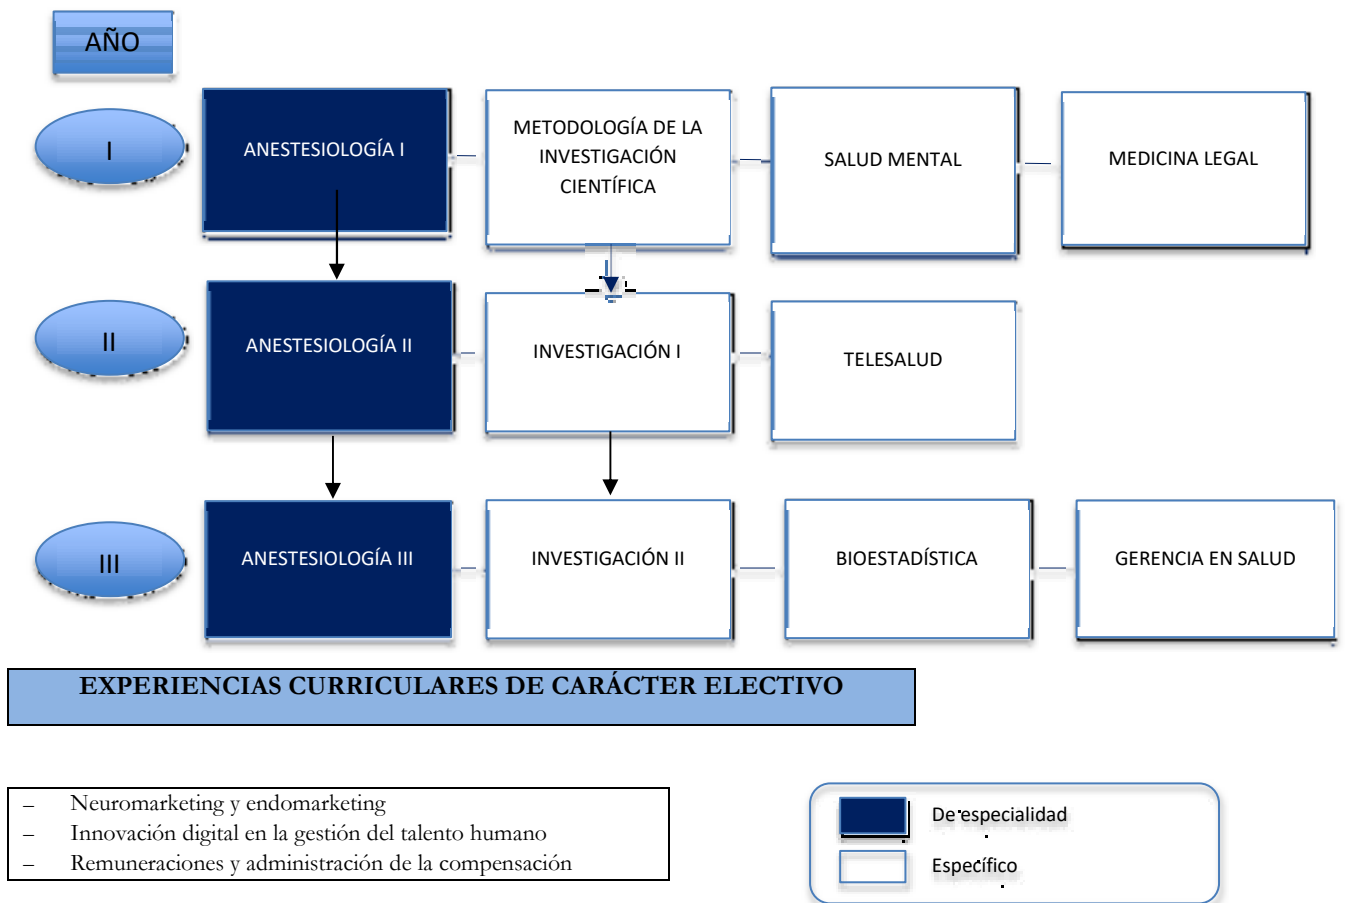 AÑO
I
ANESTESIOLOGÍA I
METODOLOGÍA DE LA
INVESTIGACIÓN
CIENTÍFICA
SALUD MENTAL
MEDICINA LEGAL
II
ANESTESIOLOGÍA II
INVESTIGACIÓN I
TELESALUD
III
ANESTESIOLOGÍA III
INVESTIGACIÓN II
BIOESTADÍSTICA
GERENCIA EN SALUD
EXPERIENCIAS CURRICULARES DE CARÁCTER ELECTIVO
– Neuromarketing y endomarketing
– Innovación digital en la gestión del talento humano
– Remuneraciones y administración de la compensación
De especialidad
Específico